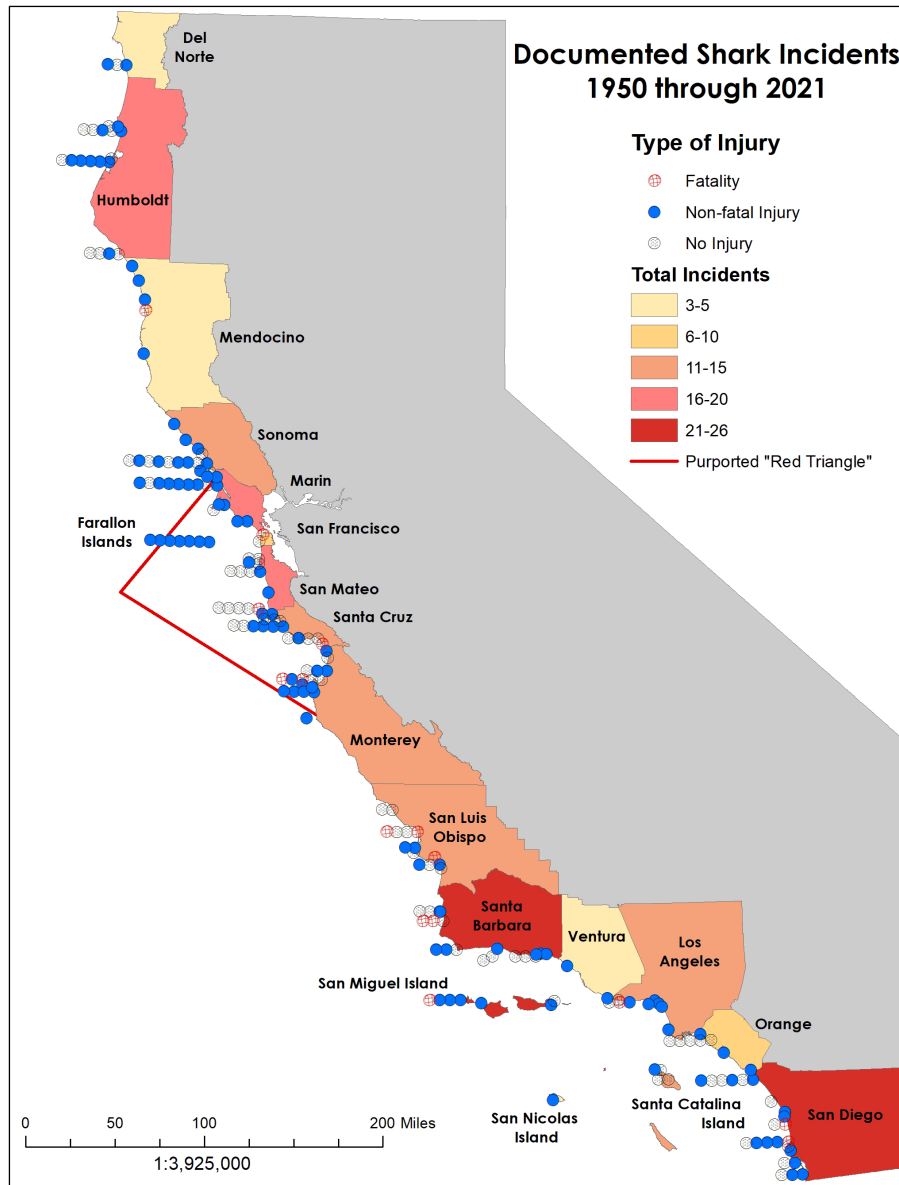 Documented Shark Incidents
1950 through 2021
Type of Injury
Fatality
Non-fatal Injury
No Injury
Total Incidents
3-5
6-10
11-15
16-20
21-26
Purported "Red Triangle"
Del
Norte
Humboldt
Mendocino
Sonoma
Marin
San Francisco
Farallon
Islands
San Mateo
Santa Cruz
Monterey
San Luis
Obispo
Santa
Barbara
Ventura
Los
Angeles
San Miguel Island
Orange
San Nicolas
Island
Santa Catalina
Island
San Diego
0 50 100 200 Miles
1:3,925,000